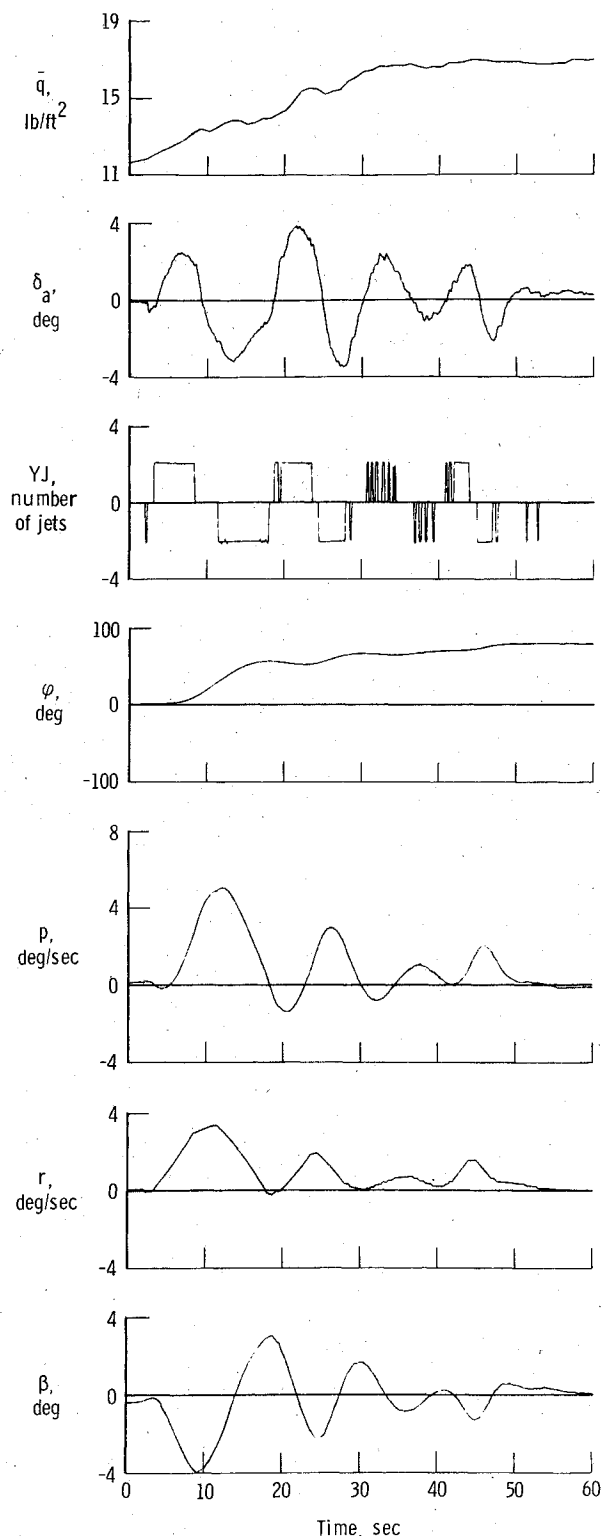 19
q̄,
15
lb/ft²
11
4
δₐ,
0
deg
-4
4
YJ,
number
0
of jets
-4
100
φ,
0
deg
-100
8
4
p,
deg/sec
0
-4
4
r,
0
deg/sec
-4
4
β,
0
deg
-4
0 10 20 30 40 50 60
Time, sec